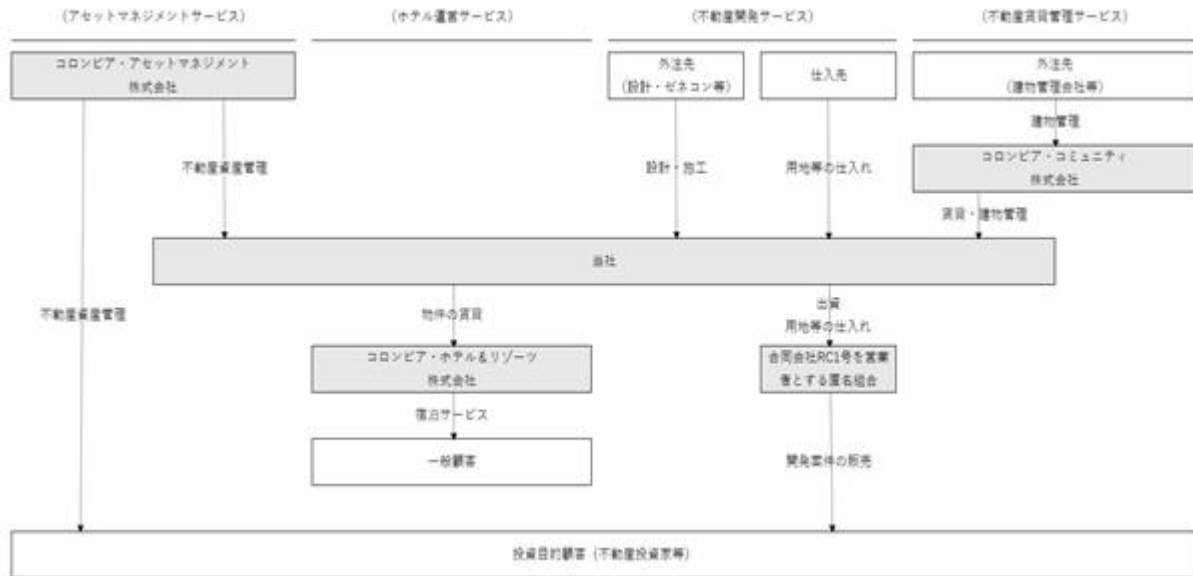 （アセットマネジメントサービス）
（ホテル運営サービス）
（不動産開発サービス）
（不動産賃貸管理サービス）
コロンビア・アセットマネジメント
株式会社
外注先
（設計・ゼネコン等）
仕入先
外注先
（建物管理会社等）
建物管理
コロンビア・コミュニティ
株式会社
不動産資産管理
設計・施工
用地等の仕入れ
賃貸・建物管理
当社
不動産資産管理
物件の賃貸
出資
用地等の仕入れ
コロンビア・ホテル&リゾーツ
株式会社
合同会社RC1号を営業
者とする匿名組合
宿泊サービス
一般顧客
開発案件の販売
投資目的顧客（不動産投資家等）